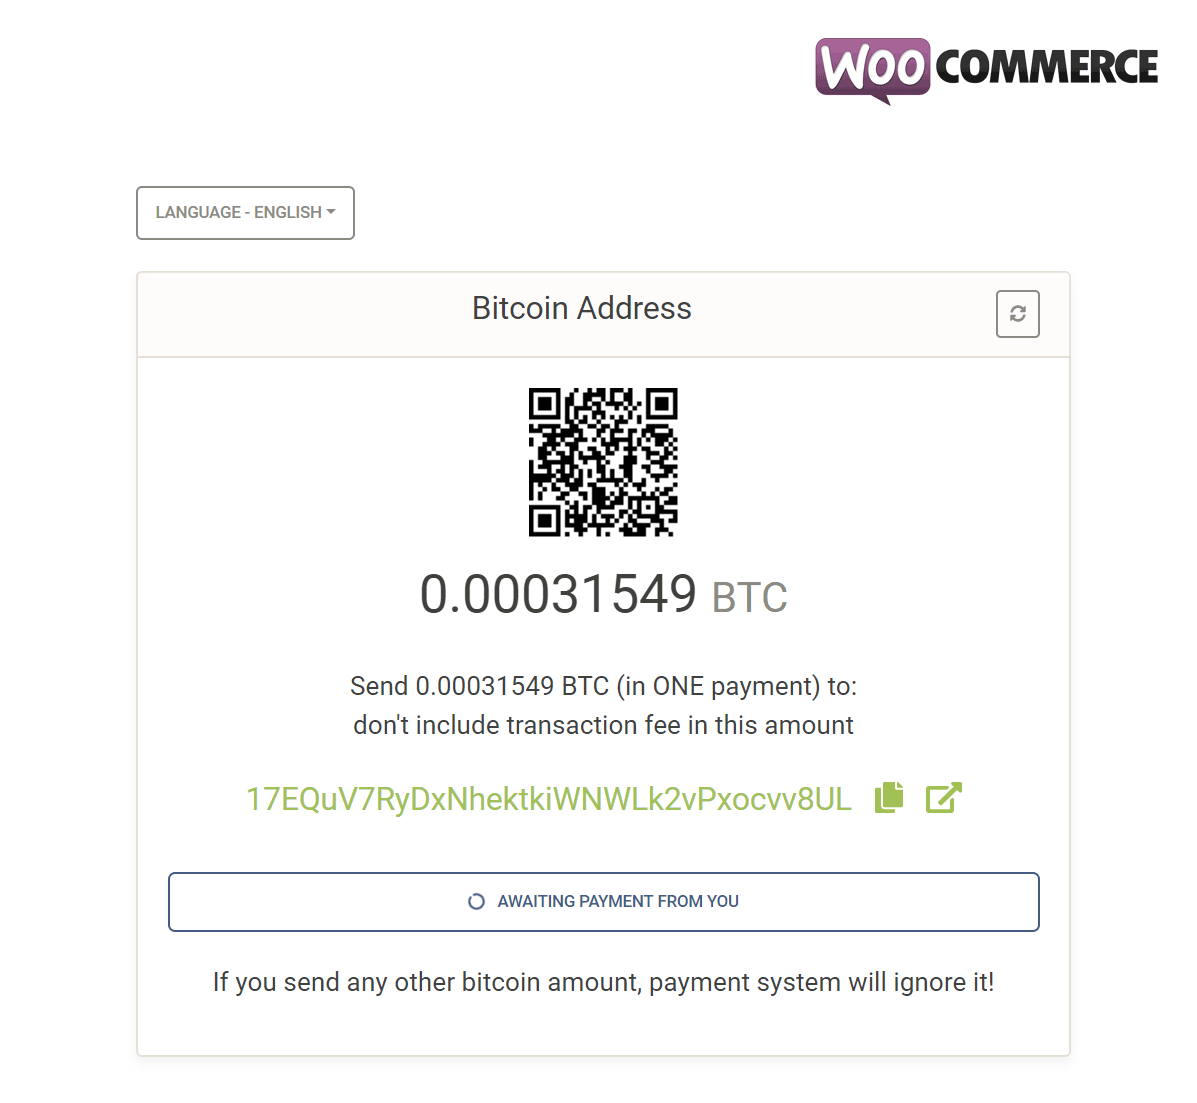 WOO COMMERCE
LANGUAGE - ENGLISH
Bitcoin Address
0.00031549 BTC
Send 0.00031549 BTC (in ONE payment) to:
don't include transaction fee in this amount
17EQuV7RyDxNhektkiWNWLk2vPxocvv8UL
AWAITING PAYMENT FROM YOU
If you send any other bitcoin amount, payment system will ignore it!